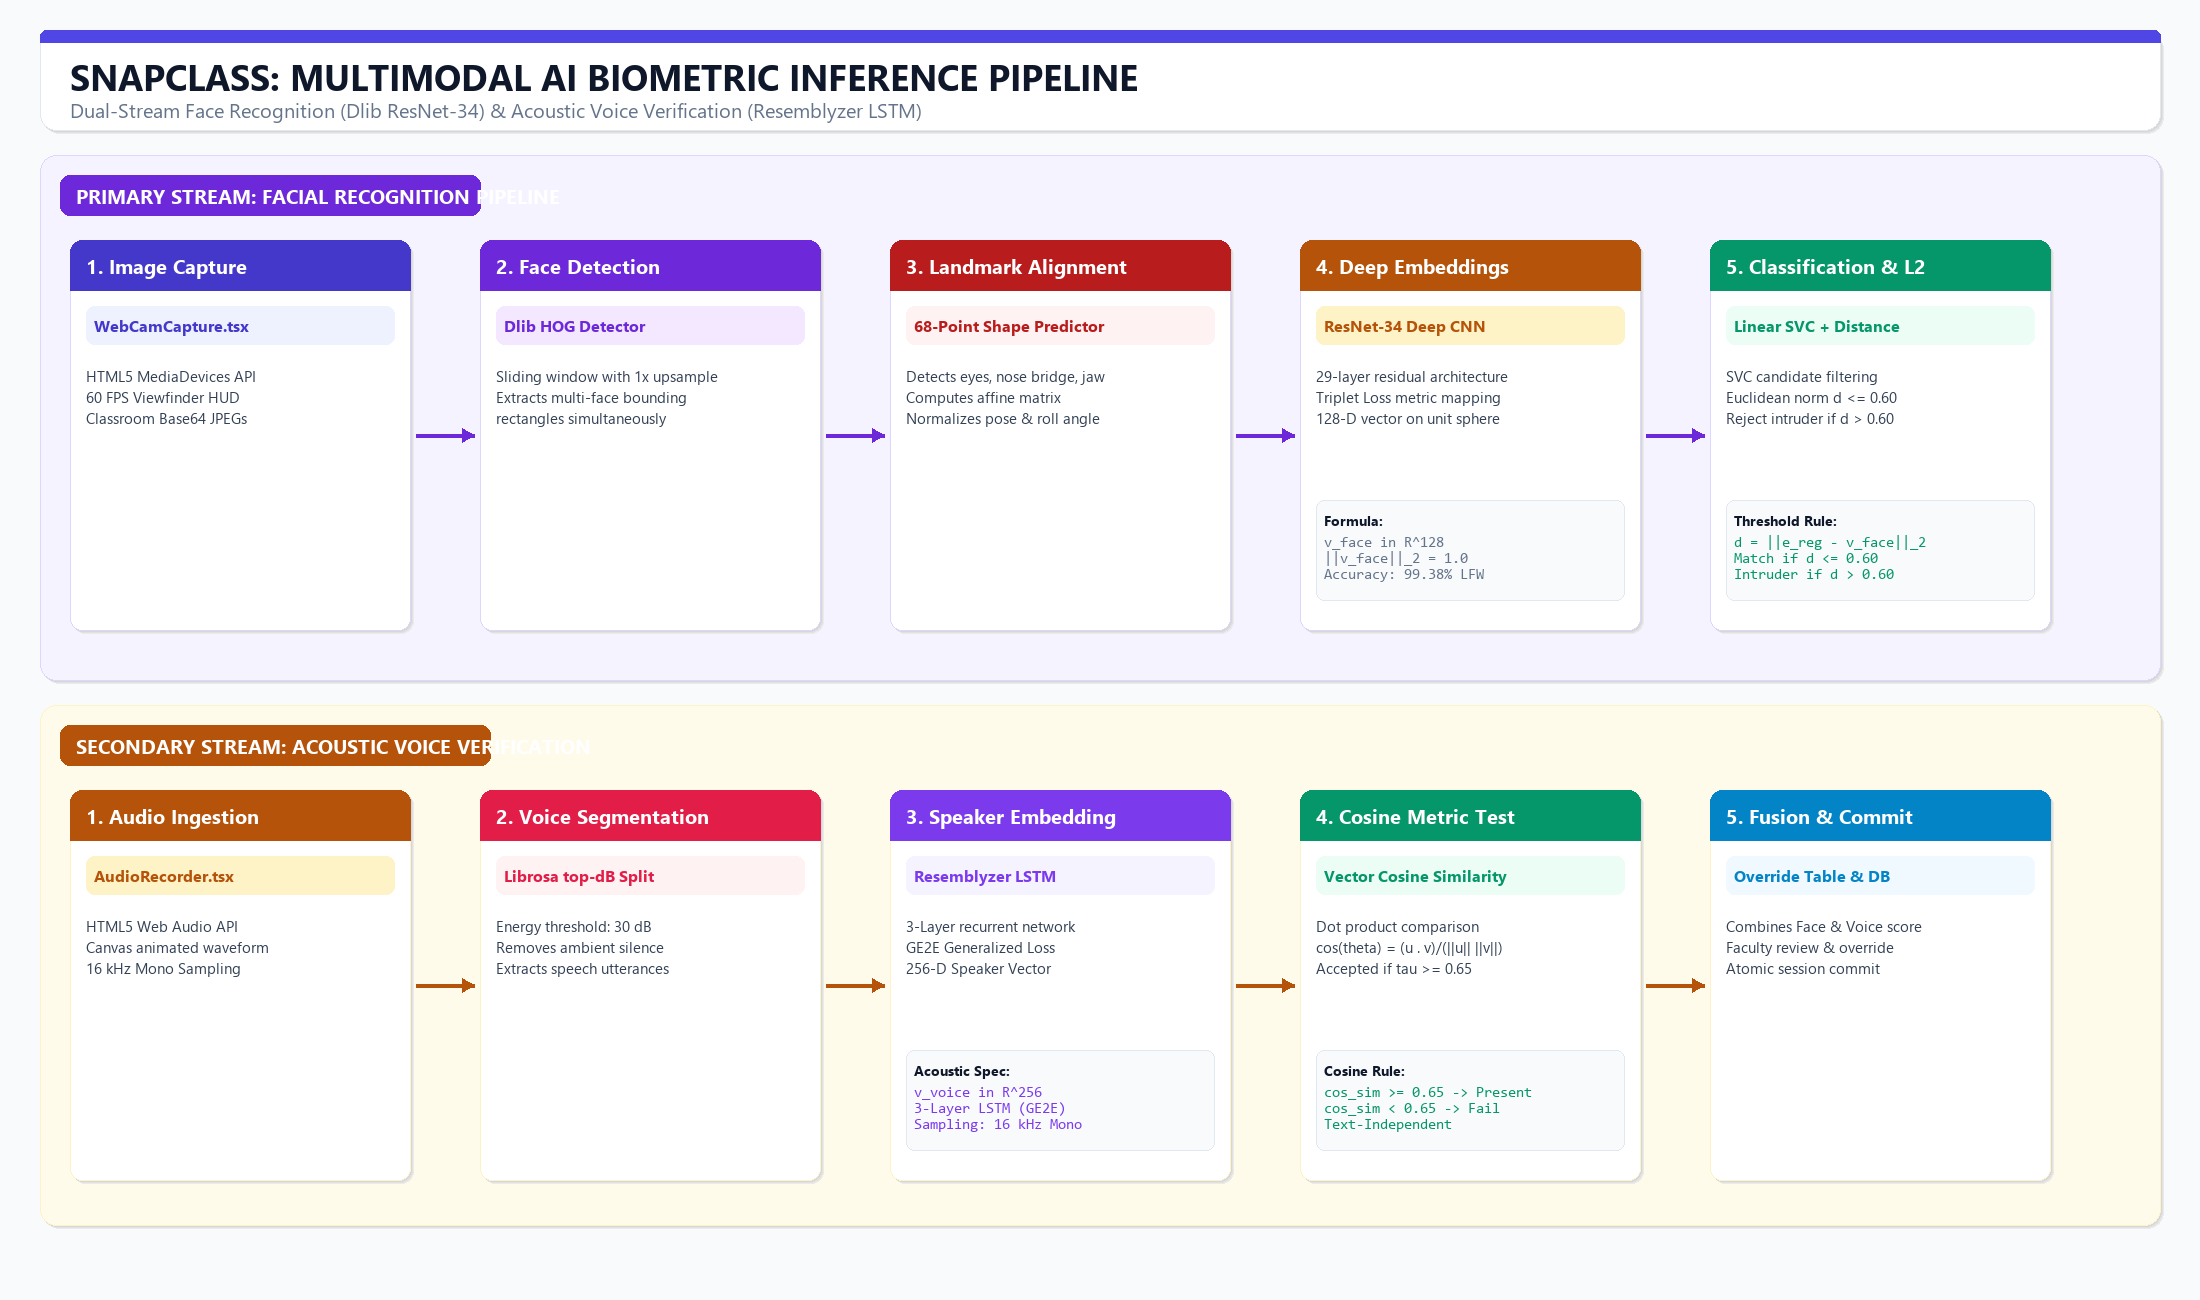 SNAPCLASS: MULTIMODAL AI BIOMETRIC INFERENCE PIPELINE
Dual-Stream Face Recognition (Dlib ResNet-34) & Acoustic Voice Verification (Resemblyzer LSTM)
PRIMARY STREAM: FACIAL RECOGNITION PIPELINE
1. Image Capture
WebCamCapture.tsx
HTML5 MediaDevices API
60 FPS Viewfinder HUD
Classroom Base64 JPEGs
2. Face Detection
Dlib HOG Detector
Sliding window with 1x upsample
Extracts multi-face bounding
rectangles simultaneously
3. Landmark Alignment
68-Point Shape Predictor
Detects eyes, nose bridge, jaw
Computes affine matrix
Normalizes pose & roll angle
4. Deep Embeddings
ResNet-34 Deep CNN
29-layer residual architecture
Triplet Loss metric mapping
128-D vector on unit sphere
Formula:
v_face in R^128
||v_face||_2 = 1.0
Accuracy: 99.38% LFW
5. Classification & L2
Linear SVC + Distance
SVC candidate filtering
Euclidean norm d <= 0.60
Reject intruder if d > 0.60
Threshold Rule:
d = ||e_reg - v_face||_2
Match if d <= 0.60
Intruder if d > 0.60
SECONDARY STREAM: ACOUSTIC VOICE VERIFICATION
1. Audio Ingestion
AudioRecorder.tsx
HTML5 Web Audio API
Canvas animated waveform
16 kHz Mono Sampling
2. Voice Segmentation
Librosa top-dB Split
Energy threshold: 30 dB
Removes ambient silence
Extracts speech utterances
3. Speaker Embedding
Resemblyzer LSTM
3-Layer recurrent network
GE2E Generalized Loss
256-D Speaker Vector
Acoustic Spec:
v_voice in R^256
3-Layer LSTM (GE2E)
Sampling: 16 kHz Mono
4. Cosine Metric Test
Vector Cosine Similarity
Dot product comparison
cos(theta) = (u . v)/(||u|| ||v||)
Accepted if tau >= 0.65
Cosine Rule:
cos_sim >= 0.65 -> Present
cos_sim < 0.65 -> Fail
Text-Independent
5. Fusion & Commit
Override Table & DB
Combines Face & Voice score
Faculty review & override
Atomic session commit